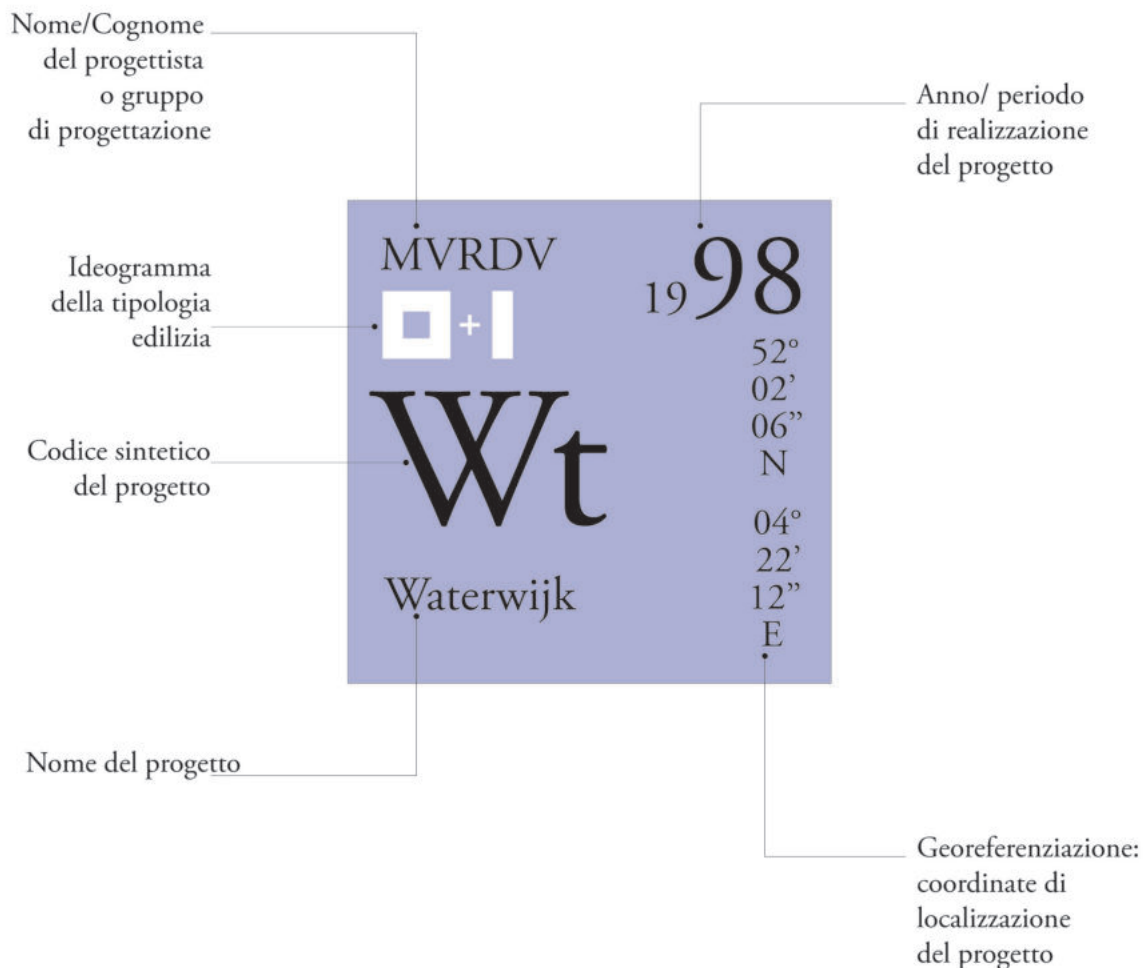 Nome/Cognome
del progettista
o gruppo
di progettazione
Anno/ periodo
di realizzazione
del progetto
Ideogramma
della tipologia
edilizia
Codice sintetico
del progetto
Nome del progetto
Georeferenziazione:
coordinate di
localizzazione
del progetto
MVRDV
1998
+
Wt
Waterwijk
52°
02’
06”
N
04°
22’
12”
E